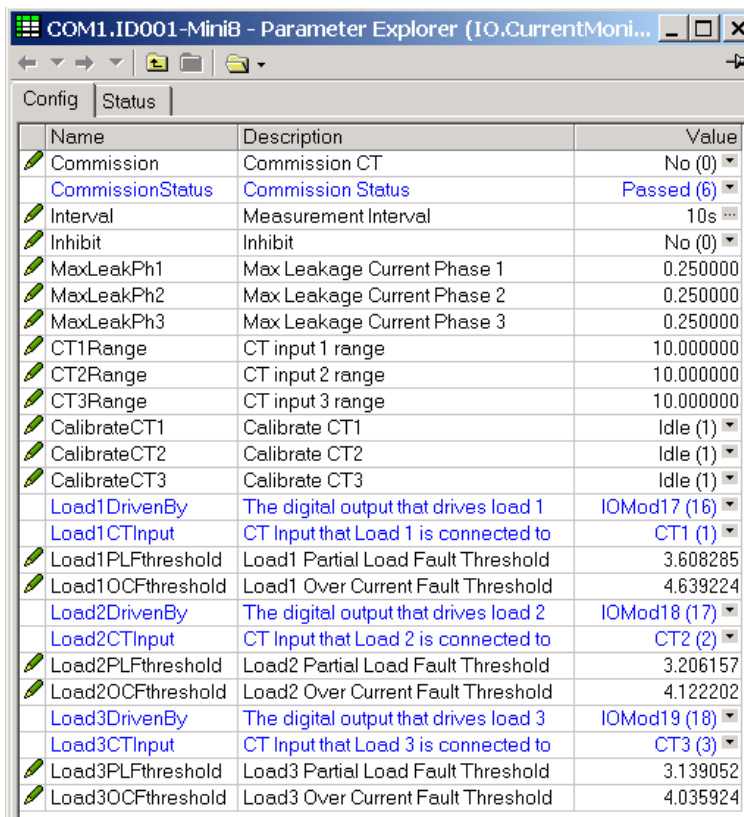 COM1.ID001-Mini8 - Parameter Explorer (IO.CurrentMoni...
Config Status
Name Description Value
Commission Commission CT No (0)
CommissionStatus Commission Status Passed (6)
Interval Measurement Interval 10s
Inhibit Inhibit No (0)
MaxLeakPh1 Max Leakage Current Phase 1 0.250000
MaxLeakPh2 Max Leakage Current Phase 2 0.250000
MaxLeakPh3 Max Leakage Current Phase 3 0.250000
CT1Range CT input 1 range 10.000000
CT2Range CT input 2 range 10.000000
CT3Range CT input 3 range 10.000000
CalibrateCT1 Calibrate CT1 Idle (1)
CalibrateCT2 Calibrate CT2 Idle (1)
CalibrateCT3 Calibrate CT3 Idle (1)
Load1DrivenBy The digital output that drives load 1 IOMod17 (16)
Load1CTInput CT Input that Load 1 is connected to CT1 (1)
Load1PLFthreshold Load1 Partial Load Fault Threshold 3.608285
Load1OCFthreshold Load1 Over Current Fault Threshold 4.639224
Load2DrivenBy The digital output that drives load 2 IOMod18 (17)
Load2CTInput CT Input that Load 2 is connected to CT2 (2)
Load2PLFthreshold Load2 Partial Load Fault Threshold 3.206157
Load2OCFthreshold Load2 Over Current Fault Threshold 4.122202
Load3DrivenBy The digital output that drives load 3 IOMod19 (18)
Load3CTInput CT Input that Load 3 is connected to CT3 (3)
Load3PLFthreshold Load3 Partial Load Fault Threshold 3.139052
Load3OCFthreshold Load3 Over Current Fault Threshold 4.035924